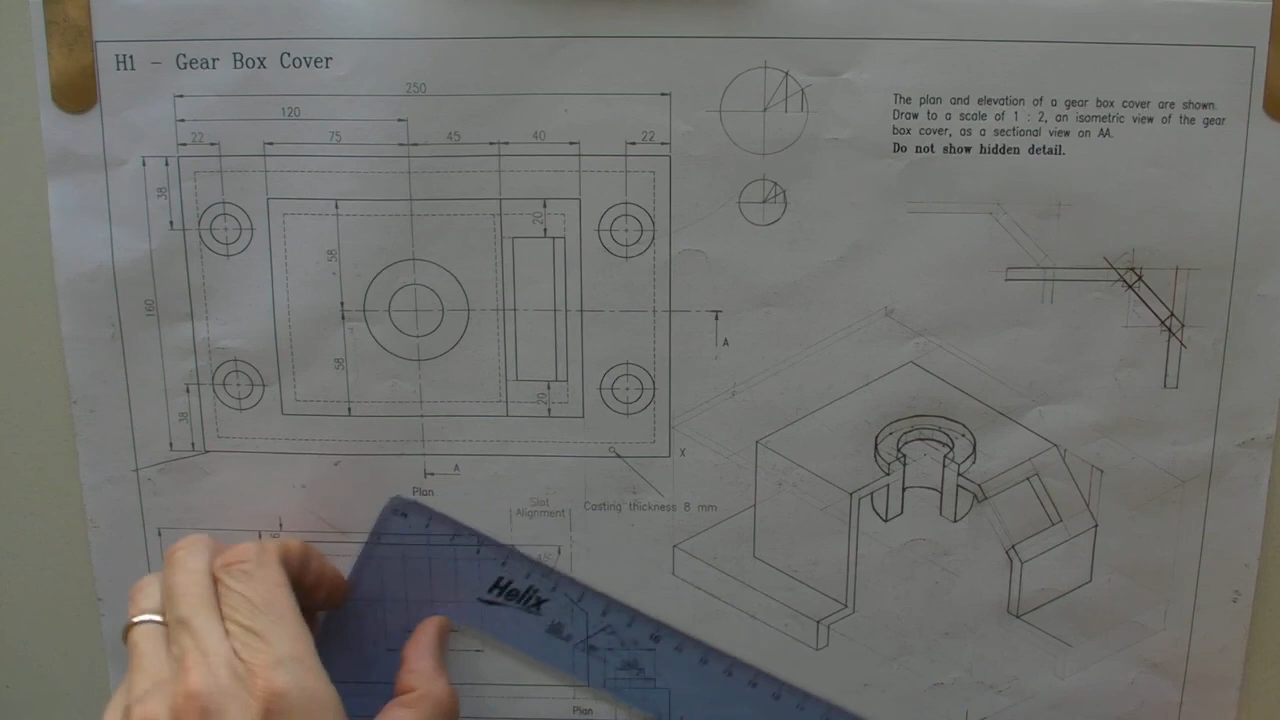 H1 - Gear Box Cover
250
120
22
75
45
40
22
The plan and elevation of a gear box cover are shown.
Draw to a scale of 1 : 2, an isometric view of the gear
box cover, as a sectional view on AA.
Do not show hidden detail.
38
20
58
160
A
58
38
20
X
A
Plan
Casting thickness 8 mm
Slot
Alignment
Helix
Plan